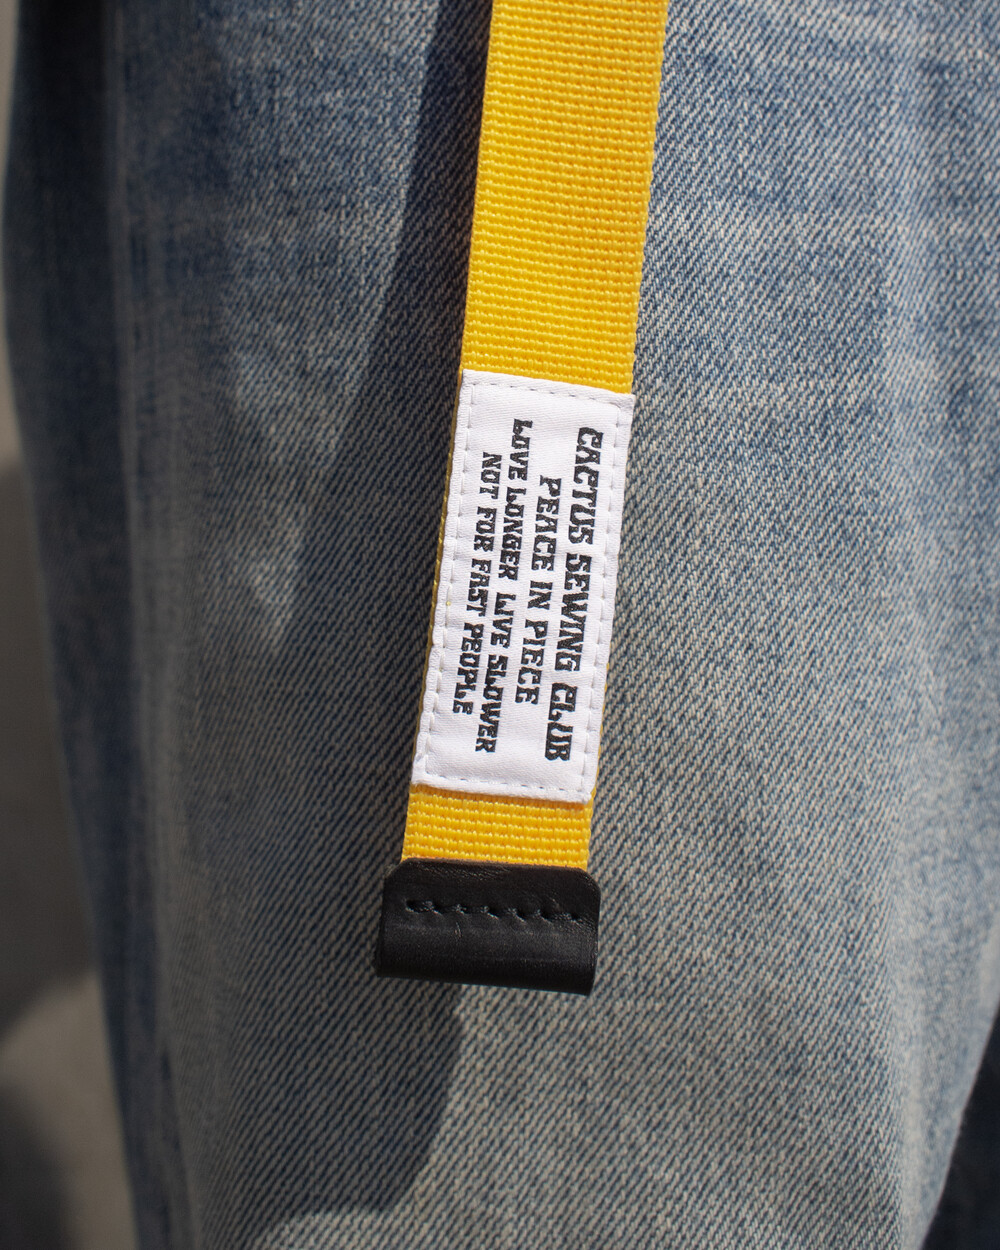 CACTUS SEWING CLUB
PEACE IN PIECE
LOVE LONGER LIVE SLOWER
NOT FOR FAST PEOPLE